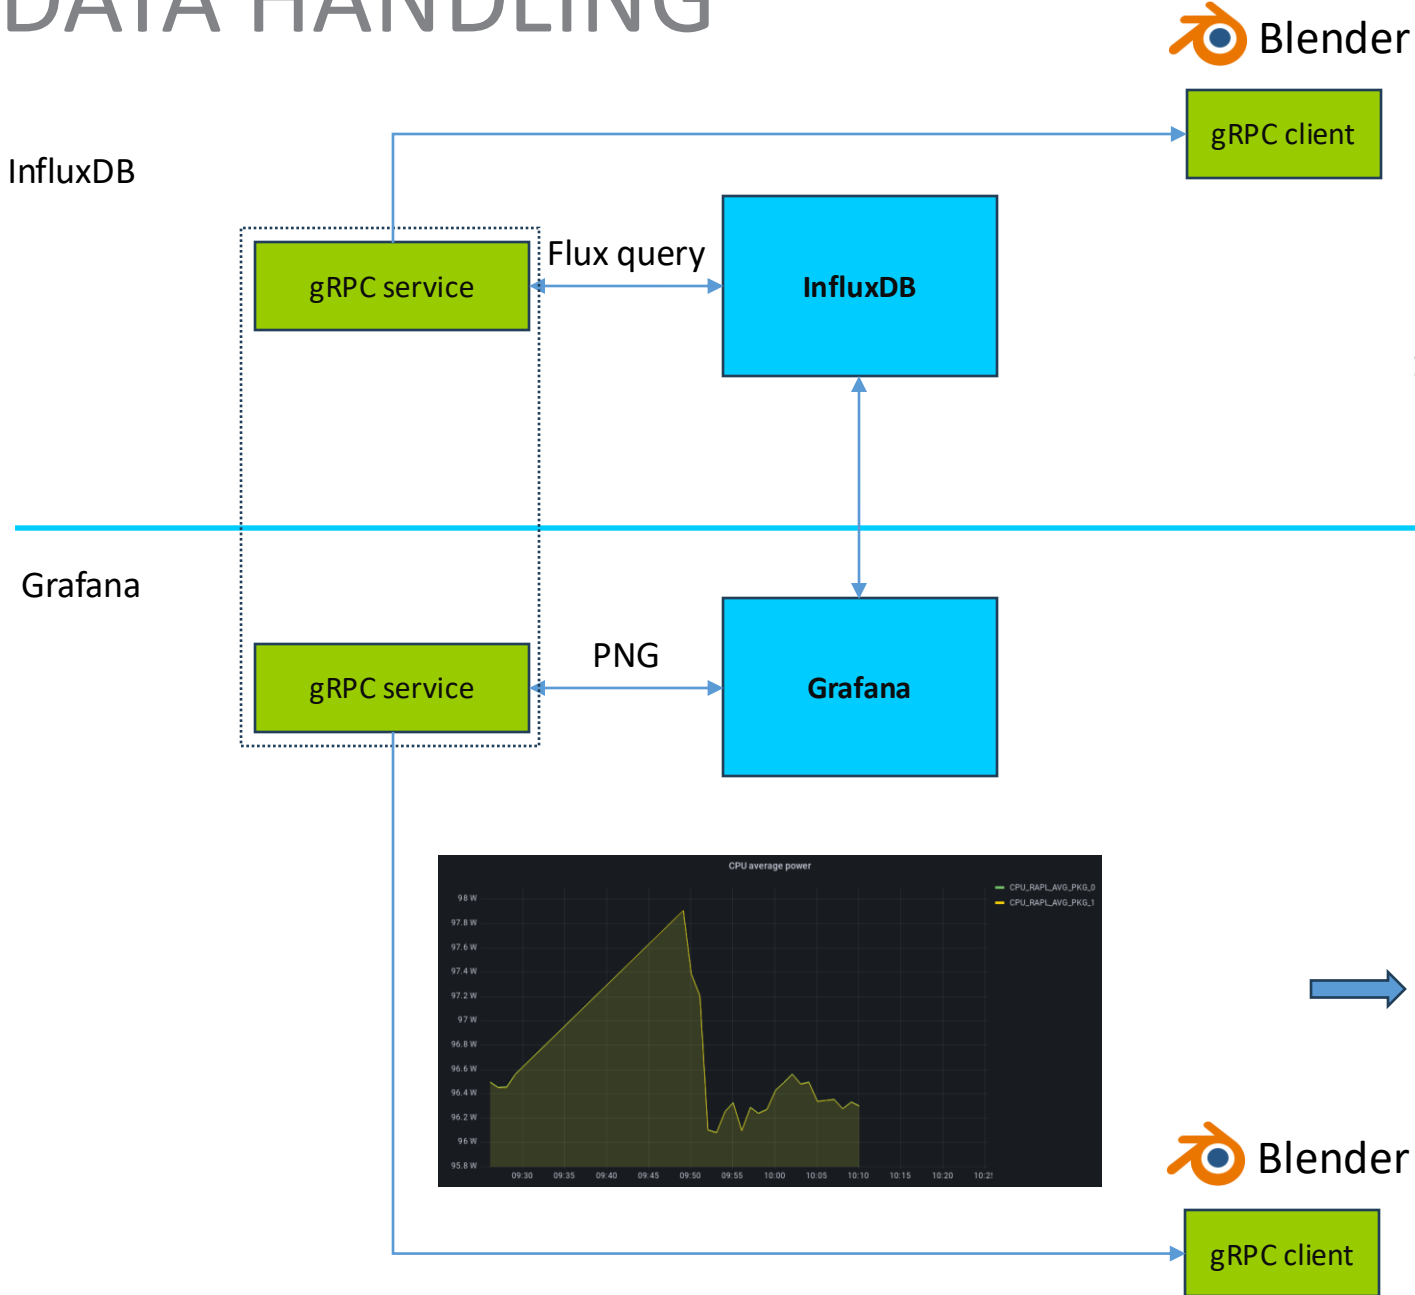 DATA HANDLING
Blender
gRPC client
InfluxDB
gRPC service
Flux query
InfluxDB
Grafana
gRPC service
PNG
Grafana
CPU average power
CPU_RAPL_AVG_PKG_0
CPU_RAPL_AVG_PKG_1
98 W
97.8 W
97.6 W
97.4 W
97.2 W
97 W
96.8 W
96.6 W
96.4 W
96.2 W
96 W
95.8 W
09:30 09:35 09:40 09:45 09:50 09:55 10:00 10:05 10:10 10:15 10:20
Blender
gRPC client